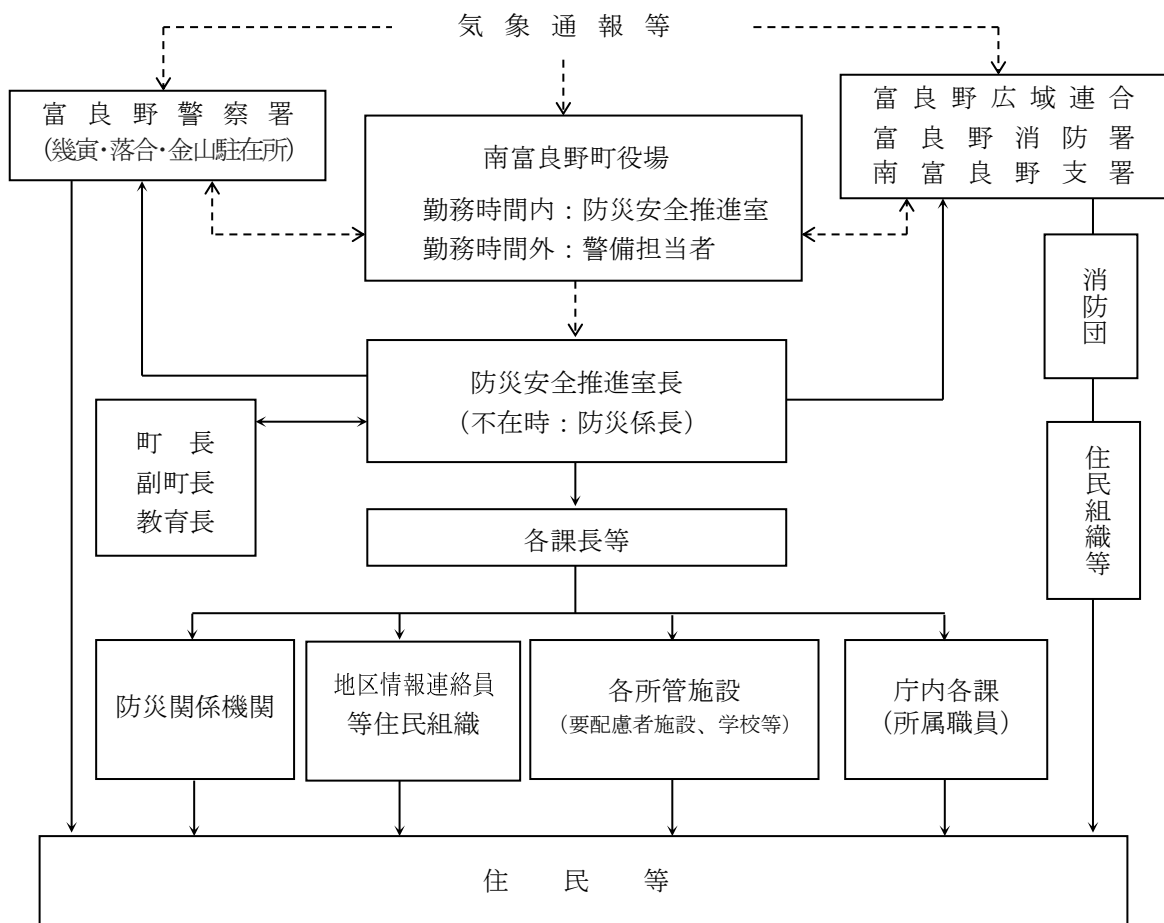 気象通報等
富良野警察署
(幾寅・落合・金山駐在所)
富良野広域連合
富良野消防署
南富良野支署
南富良野町役場
勤務時間内：防災安全推進室
勤務時間外：警備担当者
消防団
防災安全推進室長
（不在時：防災係長）
町長
副町長
教育長
住民組織等
各課長等
防災関係機関
地区情報連絡員
等住民組織
各所管施設
（要配慮者施設、学校等）
庁内各課
（所属職員）
住民等